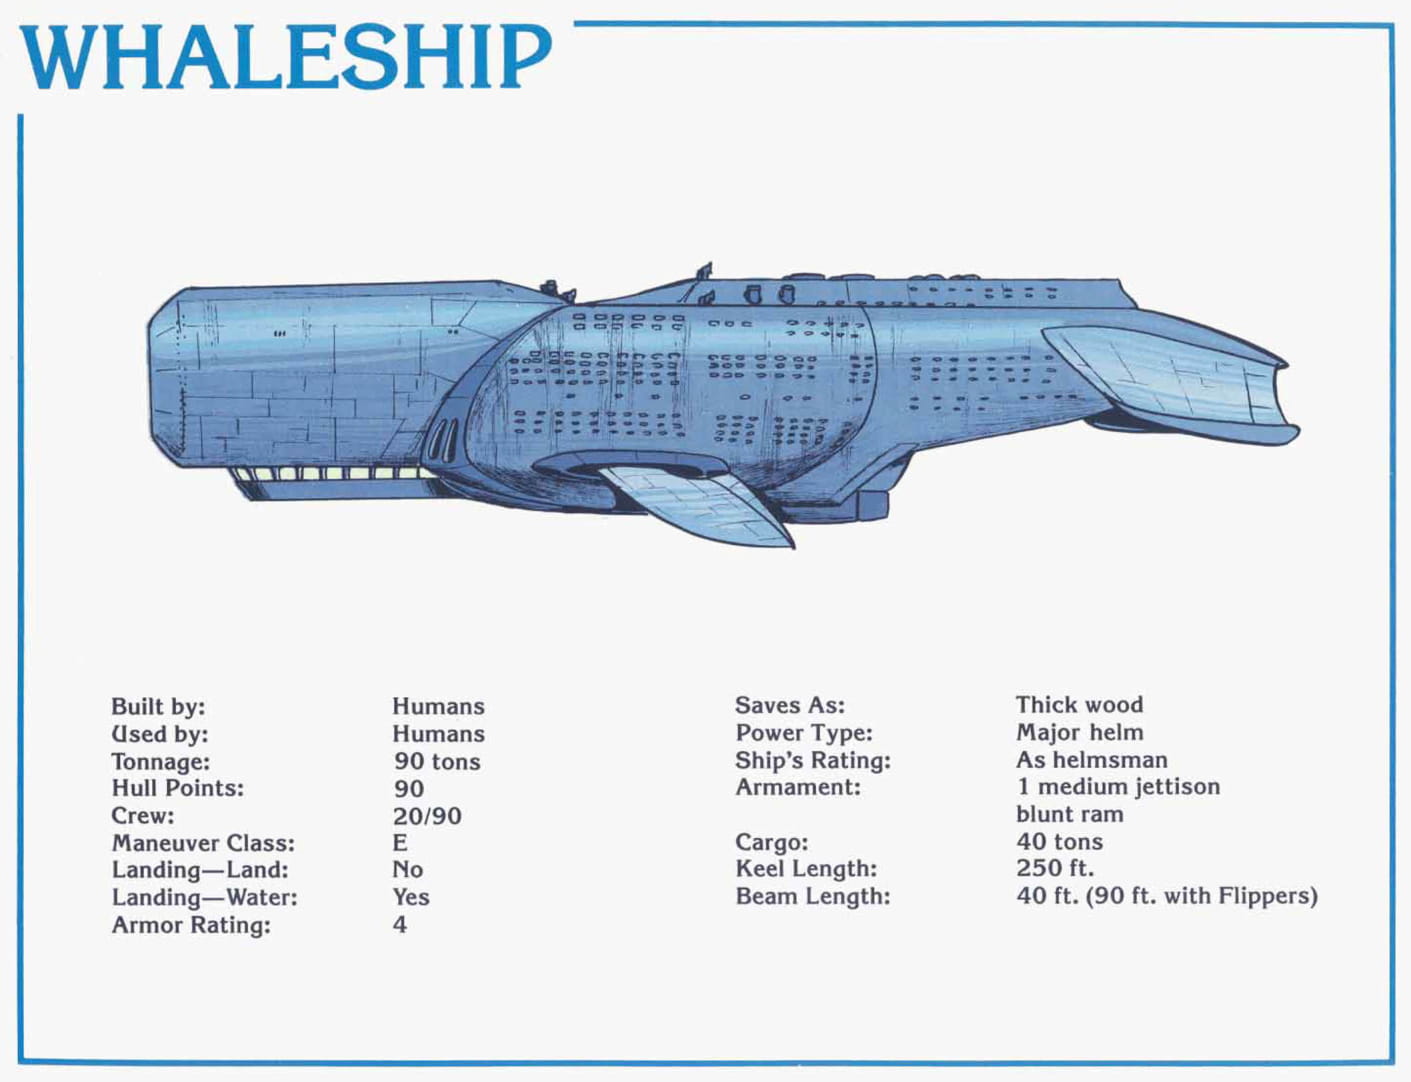 WHALESHIP
Built by: Humans
Used by: Humans
Tonnage: 90 tons
Hull Points: 90
Crew: 20/90
Maneuver Class: E
Landing—Land: No
Landing—Water: Yes
Armor Rating: 4
Saves As: Thick wood
Power Type: Major helm
Ship's Rating: As helmsman
Armament: 1 medium jettison
blunt ram
Cargo: 40 tons
Keel Length: 250 ft.
Beam Length: 40 ft. (90 ft. with Flippers)